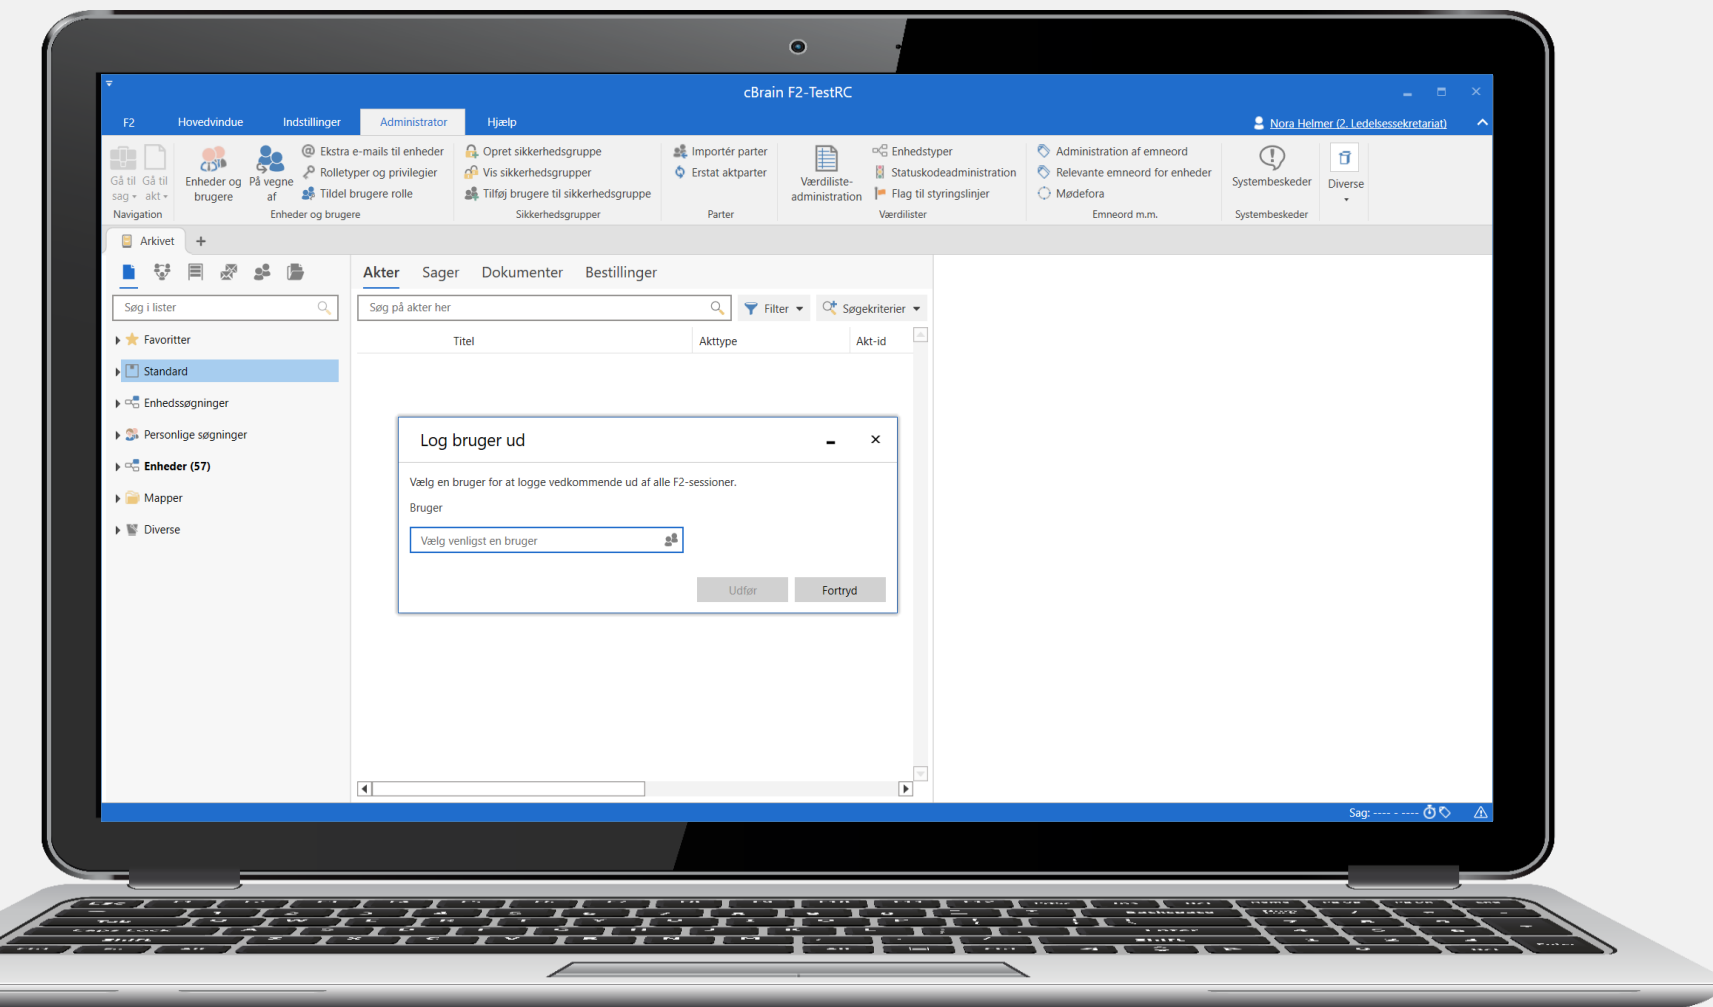 cBrain F2-TestRC
F2 Hovedvindue Indstillinger Administrator Hjælp Nora Helmer (2. Ledelsessekretariat)
Gå til sag Gå til akt
Navigation
Enheder og brugere
På vegne af
Ekstra e-mails til enheder
Rolletyper og privilegier
Tildel brugere rolle
Enheder og brugere
Opret sikkerhedsgruppe
Vis sikkerhedsgrupper
Tilføj brugere til sikkerhedsgruppe
Sikkerhedsgrupper
Importér parter
Erstat aktparter
Parter
Værdiliste-
administration
Enhedstyper
Statuskodeadministration
Flag til styringslinjer
Værdilister
Administration af emneord
Relevante emneord for enheder
Mødefora
Emneord m.m.
Systembeskeder
Systembeskeder
Diverse
Arkivet +
Søg i lister
Favoritter
Standard
Enhedssøgninger
Personlige søgninger
Enheder (57)
Mapper
Diverse
Akter Sager Dokumenter Bestillinger
Søg på akter her Filter Søgekriterier
Titel Akttype Akt-id
Log bruger ud
Vælg en bruger for at logge vedkommende ud af alle F2-sessioner.
Bruger
Vælg venligst en bruger
Udfør Fortryd
Sag: ---- - ----